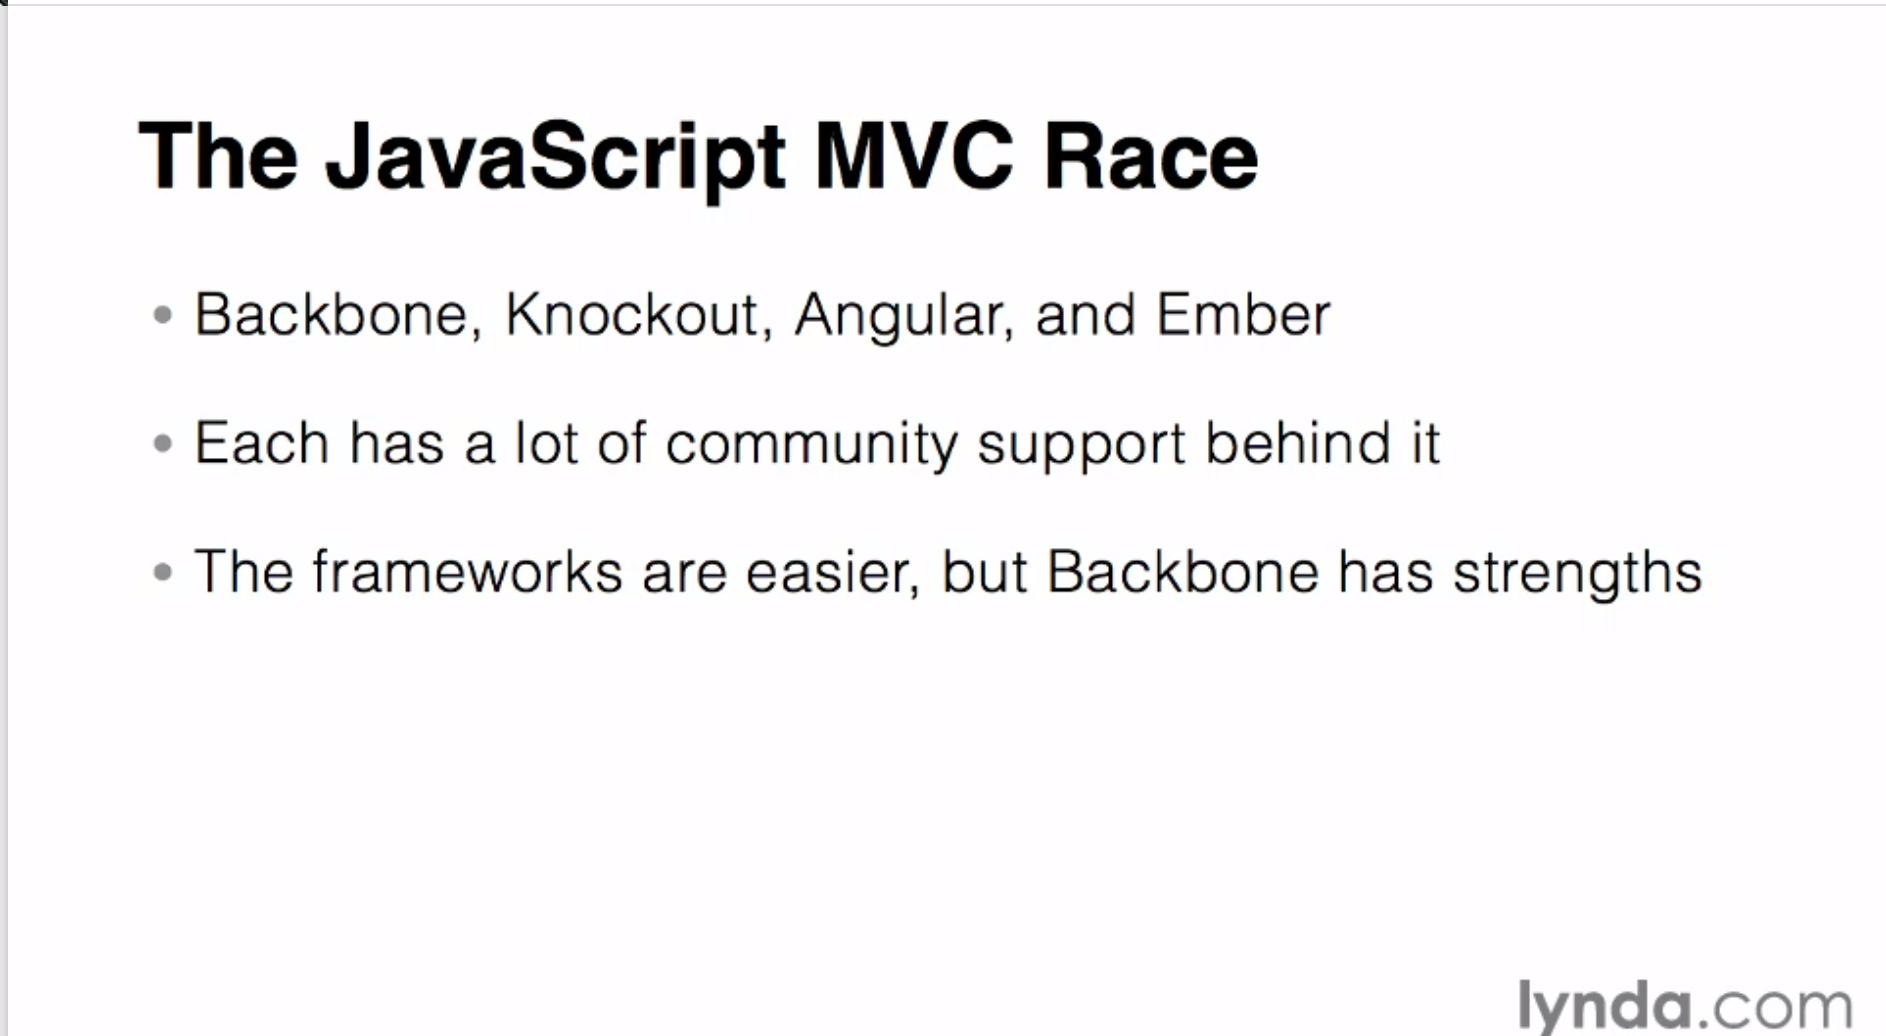 The JavaScript MVC Race
• Backbone, Knockout, Angular, and Ember
• Each has a lot of community support behind it
• The frameworks are easier, but Backbone has strengths
lynda.com